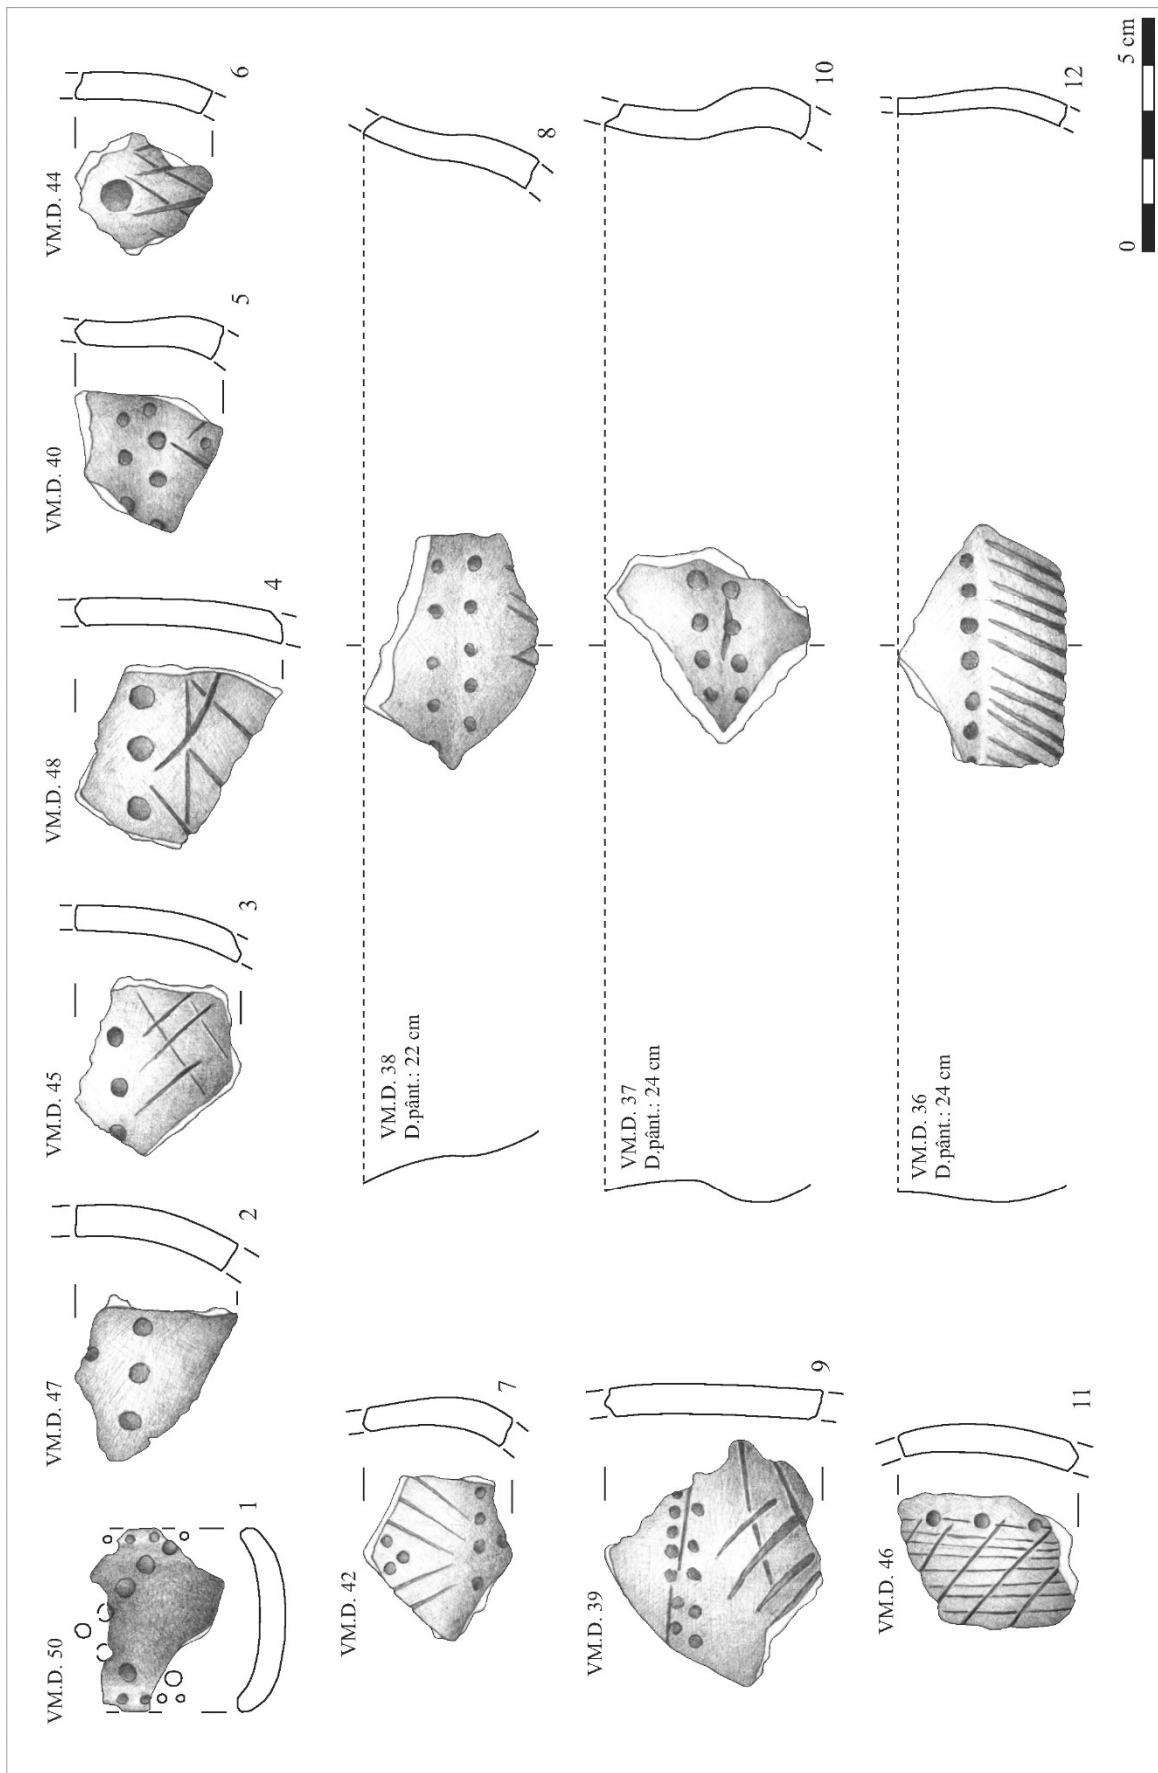 VM.D. 50
1
VM.D. 47
2
VM.D. 45
3
VM.D. 48
4
VM.D. 40
5
VM.D. 44
6
VM.D. 42
7
VM.D. 38
D.pânt.: 22 cm
8
VM.D. 39
9
VM.D. 37
D.pânt.: 24 cm
10
VM.D. 46
11
VM.D. 36
D.pânt.: 24 cm
12
0
5 cm